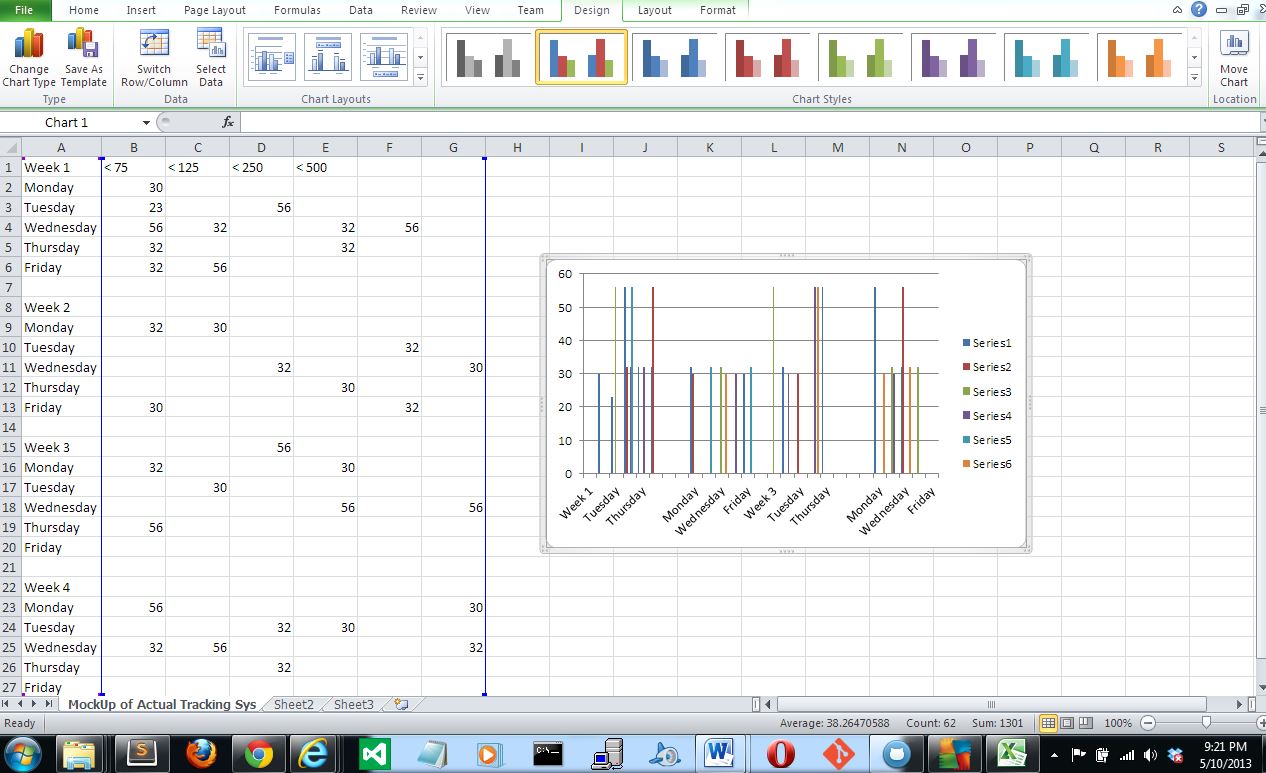 File Home Insert Page Layout Formulas Data Review View Team Design Layout Format
Change Chart Type Save As Template Switch Row/Column Select Data Move Chart
Type Data Chart Layouts Chart Styles Location
Chart 1 fx
A B C D E F G H I J K L M N O P Q R S
1 Week 1 < 75 < 125 < 250 < 500
2 Monday 30
3 Tuesday 23 56
4 Wednesday 56 32 32 56
5 Thursday 32 32
6 Friday 32 56
7
8 Week 2
9 Monday 32 30
10 Tuesday 32
11 Wednesday 32 30
12 Thursday 30
13 Friday 30 32
14
15 Week 3 56
16 Monday 32 30
17 Tuesday 30
18 Wednesday 56 56
19 Thursday 56
20 Friday
21
22 Week 4
23 Monday 56 30
24 Tuesday 32 30
25 Wednesday 32 56 32
26 Thursday 32
27 Friday
60
50
40
30
20
10
0
Week 1 Tuesday Thursday Monday Wednesday Friday Week 3 Tuesday Thursday Monday Wednesday Friday
Series1
Series2
Series3
Series4
Series5
Series6
MockUp of Actual Tracking Sys Sheet2 Sheet3
Ready Average: 38.26470588 Count: 62 Sum: 1301 100%
9:21 PM
5/10/2013